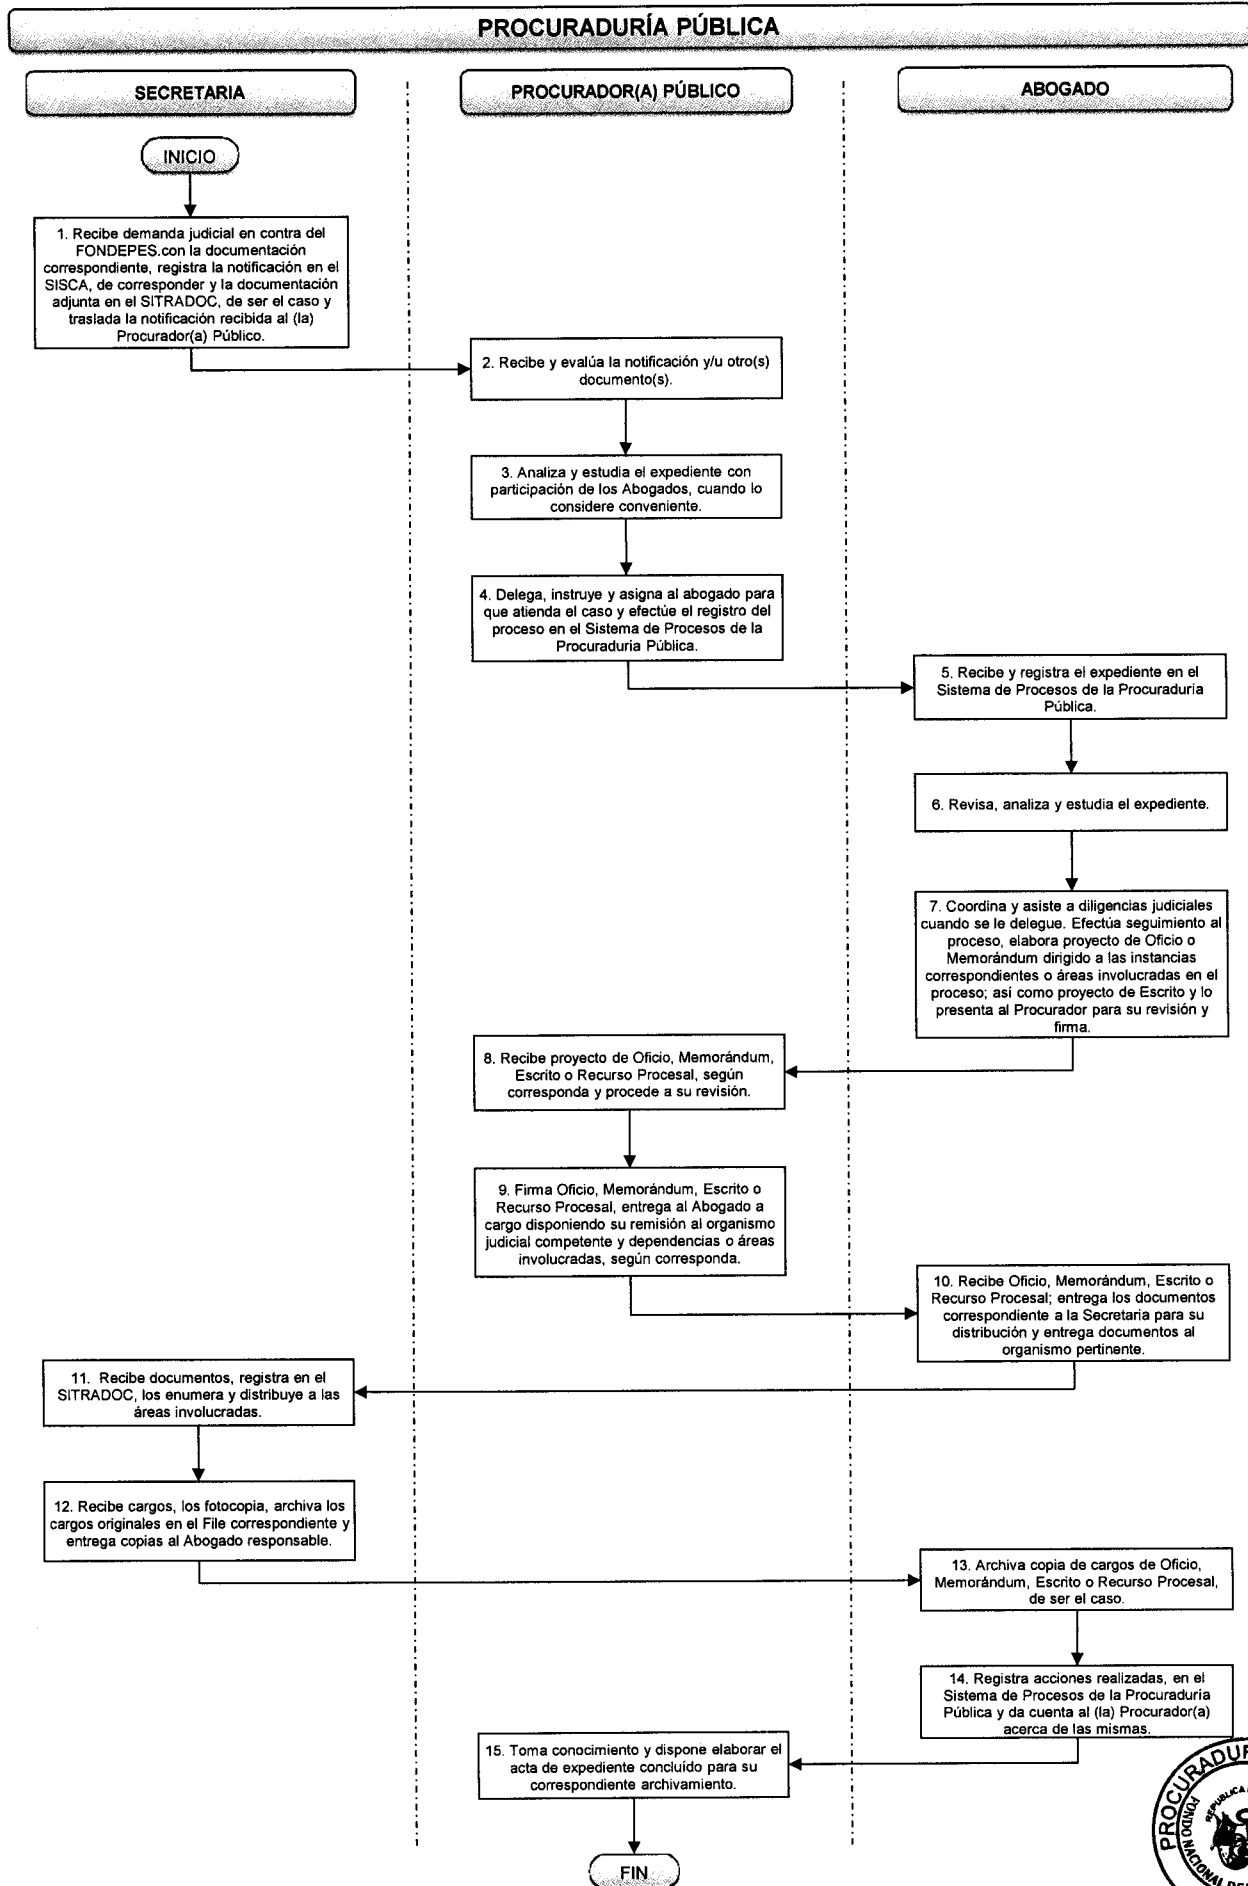 PROCURADURÍA PÚBLICA
SECRETARIA
PROCURADOR(A) PÚBLICO
ABOGADO
INICIO
1. Recibe demanda judicial en contra del
FONDEPES.con la documentación
correspondiente, registra la notificación en el
SISCA, de corresponder y la documentación
adjunta en el SITRADOC, de ser el caso y
traslada la notificación recibida al (la)
Procurador(a) Público.
2. Recibe y evalúa la notificación y/u otro(s)
documento(s).
3. Analiza y estudia el expediente con
participación de los Abogados, cuando lo
considere conveniente.
4. Delega, instruye y asigna al abogado para
que atienda el caso y efectúe el registro del
proceso en el Sistema de Procesos de la
Procuraduria Pública.
5. Recibe y registra el expediente en el
Sistema de Procesos de la Procuraduría
Pública.
6. Revisa, analiza y estudia el expediente.
7. Coordina y asiste a diligencias judiciales
cuando se le delegue. Efectúa seguimiento al
proceso, elabora proyecto de Oficio o
Memorándum dirigido a las instancias
correspondientes o áreas involucradas en el
proceso; así como proyecto de Escrito y lo
presenta al Procurador para su revisión y
firma.
8. Recibe proyecto de Oficio, Memorándum,
Escrito o Recurso Procesal, según
corresponda y procede a su revisión.
9. Firma Oficio, Memorándum, Escrito o
Recurso Procesal, entrega al Abogado a
cargo disponiendo su remisión al organismo
judicial competente y dependencias o áreas
involucradas, según corresponda.
10. Recibe Oficio, Memorándum, Escrito o
Recurso Procesal; entrega los documentos
correspondiente a la Secretaria para su
distribución y entrega documentos al
organismo pertinente.
11. Recibe documentos, registra en el
SITRADOC, los enumera y distribuye a las
áreas involucradas.
12. Recibe cargos, los fotocopia, archiva los
cargos originales en el File correspondiente y
entrega copias al Abogado responsable.
13. Archiva copia de cargos de Oficio,
Memorándum, Escrito o Recurso Procesal,
de ser el caso.
14. Registra acciones realizadas, en el
Sistema de Procesos de la Procuraduría
Pública y da cuenta al (la) Procurador(a)
acerca de las mismas.
15. Toma conocimiento y dispone elaborar el
acta de expediente concluído para su
correspondiente archivamiento.
FIN
FONDO NACIONAL